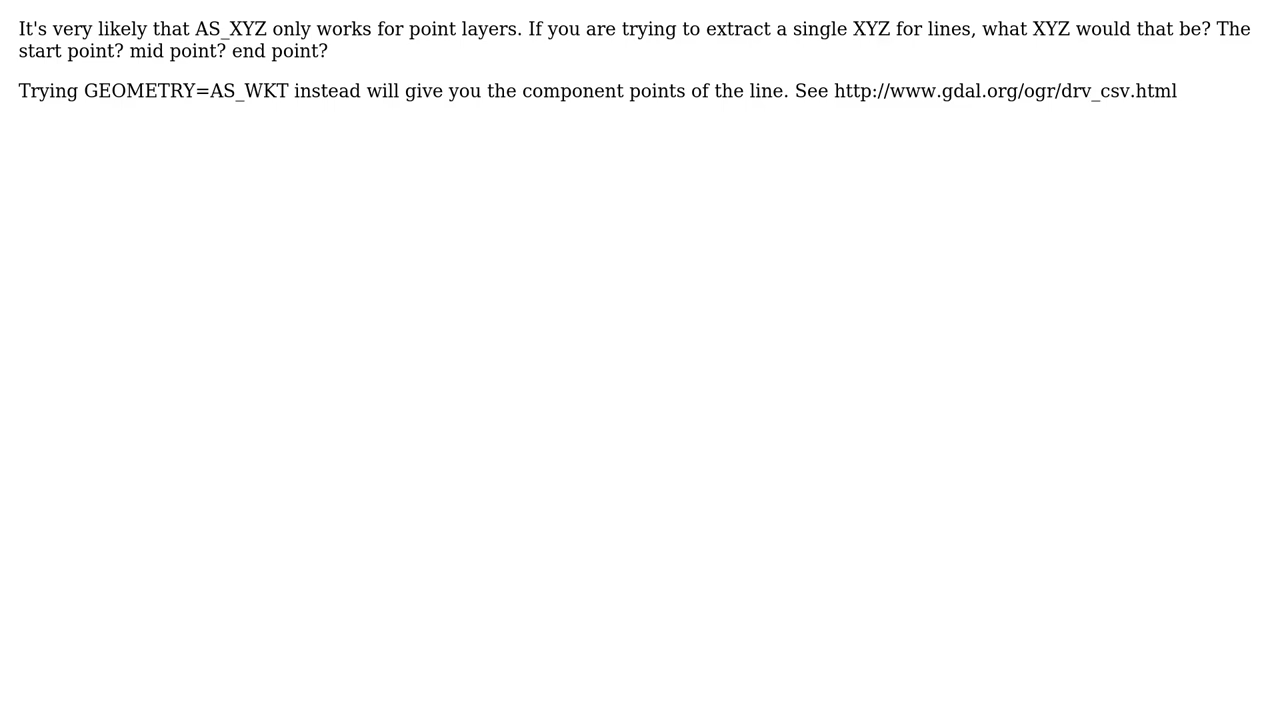 It's very likely that AS_XYZ only works for point layers. If you are trying to extract a single XYZ for lines, what XYZ would that be? The
start point? mid point? end point?
Trying GEOMETRY=AS_WKT instead will give you the component points of the line. See http://www.gdal.org/ogr/drv_csv.html